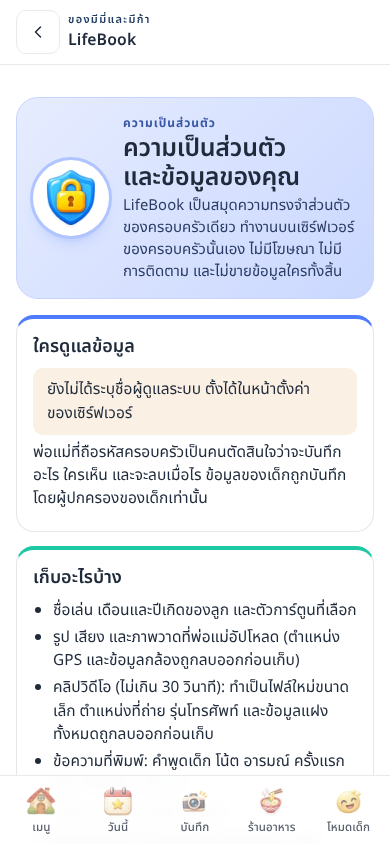 ของมีมี่และมีก้า
LifeBook
ความเป็นส่วนตัว
ความเป็นส่วนตัว
และข้อมูลของคุณ
LifeBook เป็นสมุดความทรงจำส่วนตัว
ของครอบครัวเดียว ทำงานบนเซิร์ฟเวอร์
ของครอบครัวนั้นเอง ไม่มีโฆษณา ไม่มี
การติดตาม และไม่ขายข้อมูลใครทั้งสิ้น
ใครดูแลข้อมูล
ยังไม่ได้ระบุชื่อผู้ดูแลระบบ ตั้งได้ในหน้าตั้งค่า
ของเซิร์ฟเวอร์
พ่อแม่ที่ถือรหัสครอบครัวเป็นคนตัดสินใจว่าจะบันทึก
อะไร ใครเห็น และจะลบเมื่อไร ข้อมูลของเด็กถูกบันทึก
โดยผู้ปกครองของเด็กเท่านั้น
เก็บอะไรบ้าง
ชื่อเล่น เดือนและปีเกิดของลูก และตัวการ์ตูนที่เลือก
รูป เสียง และภาพวาดที่พ่อแม่อัปโหลด (ตำแหน่ง
GPS และข้อมูลกล้องถูกลบออกก่อนเก็บ)
คลิปวิดีโอ (ไม่เกิน 30 วินาที): ทำเป็นไฟล์ใหม่ขนาด
เล็ก ตำแหน่งที่ถ่าย รุ่นโทรศัพท์ และข้อมูลแฝง
ทั้งหมดถูกลบออกก่อนเก็บ
ข้อความที่พิมพ์: คำพูดเด็ก โน้ต อารมณ์ ครั้งแรก
เมนู
วันนี้
บันทึก
ร้านอาหาร
โหมดเด็ก